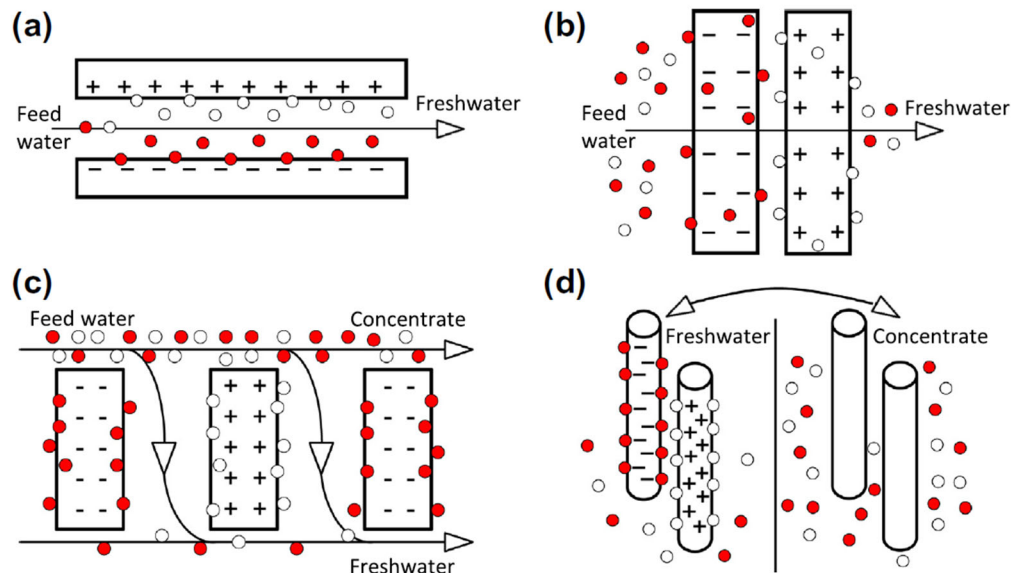 (a)
+ + + + + + + + + +
Feed
water
Freshwater
− − − − − − − − − −
(b)
− − + +
− − + +
− − + +
Feed
water
Freshwater
− − + +
− − + +
− − + +
(c)
Feed water
Concentrate
- - + + - -
- - + + - -
- - + + - -
- - + + - -
- - + + - -
Freshwater
(d)
Freshwater
Concentrate
− − − − − − −
+ + + + + + + + + +